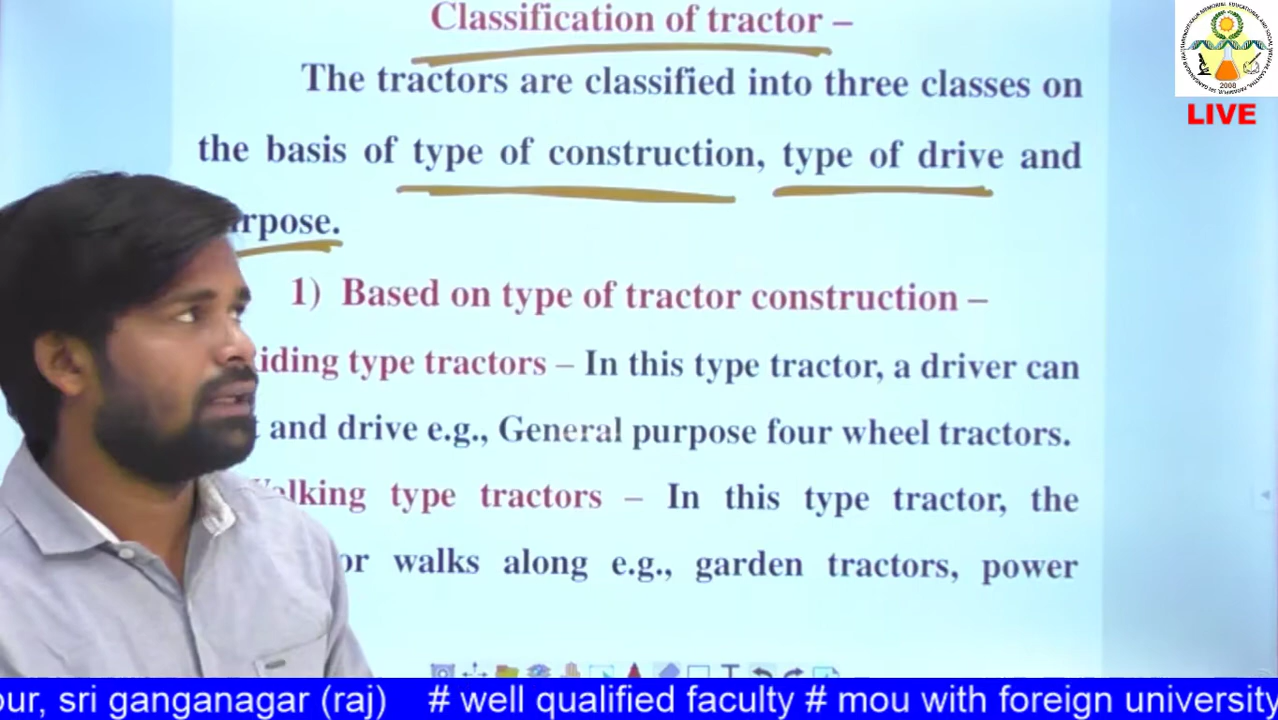 Classification of tractor –
The tractors are classified into three classes on
the basis of type of construction, type of drive and
rpose.
1) Based on type of tractor construction –
iding type tractors – In this type tractor, a driver can
and drive e.g., General purpose four wheel tractors.
alking type tractors – In this type tractor, the
or walks along e.g., garden tractors, power
2008
LIVE
our, sri ganganagar (raj) # well qualified faculty # mou with foreign university